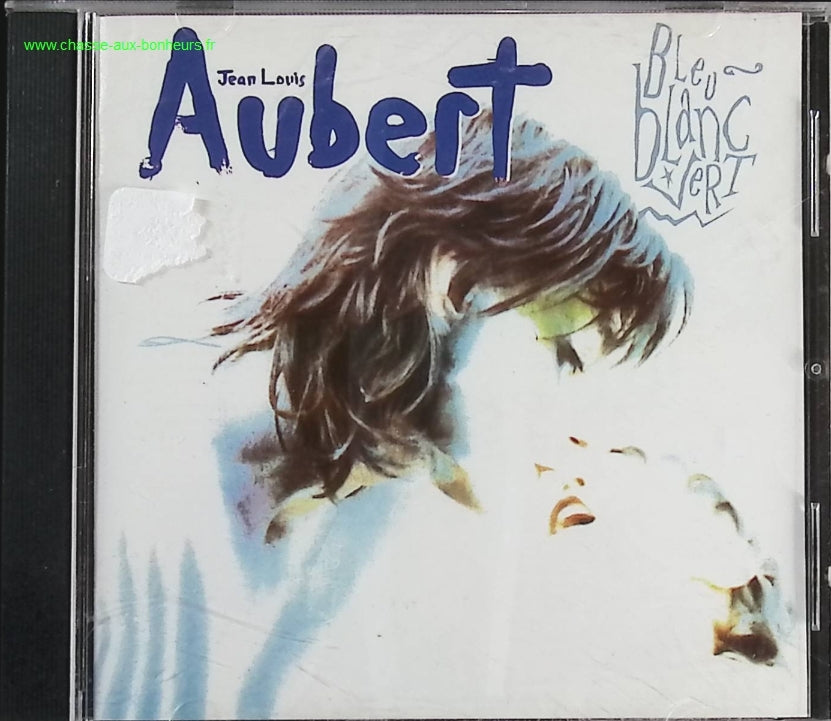 www.chasse-aux-bonheurs.fr
Jean Louis
Aubert
Bleu
blanc
vert